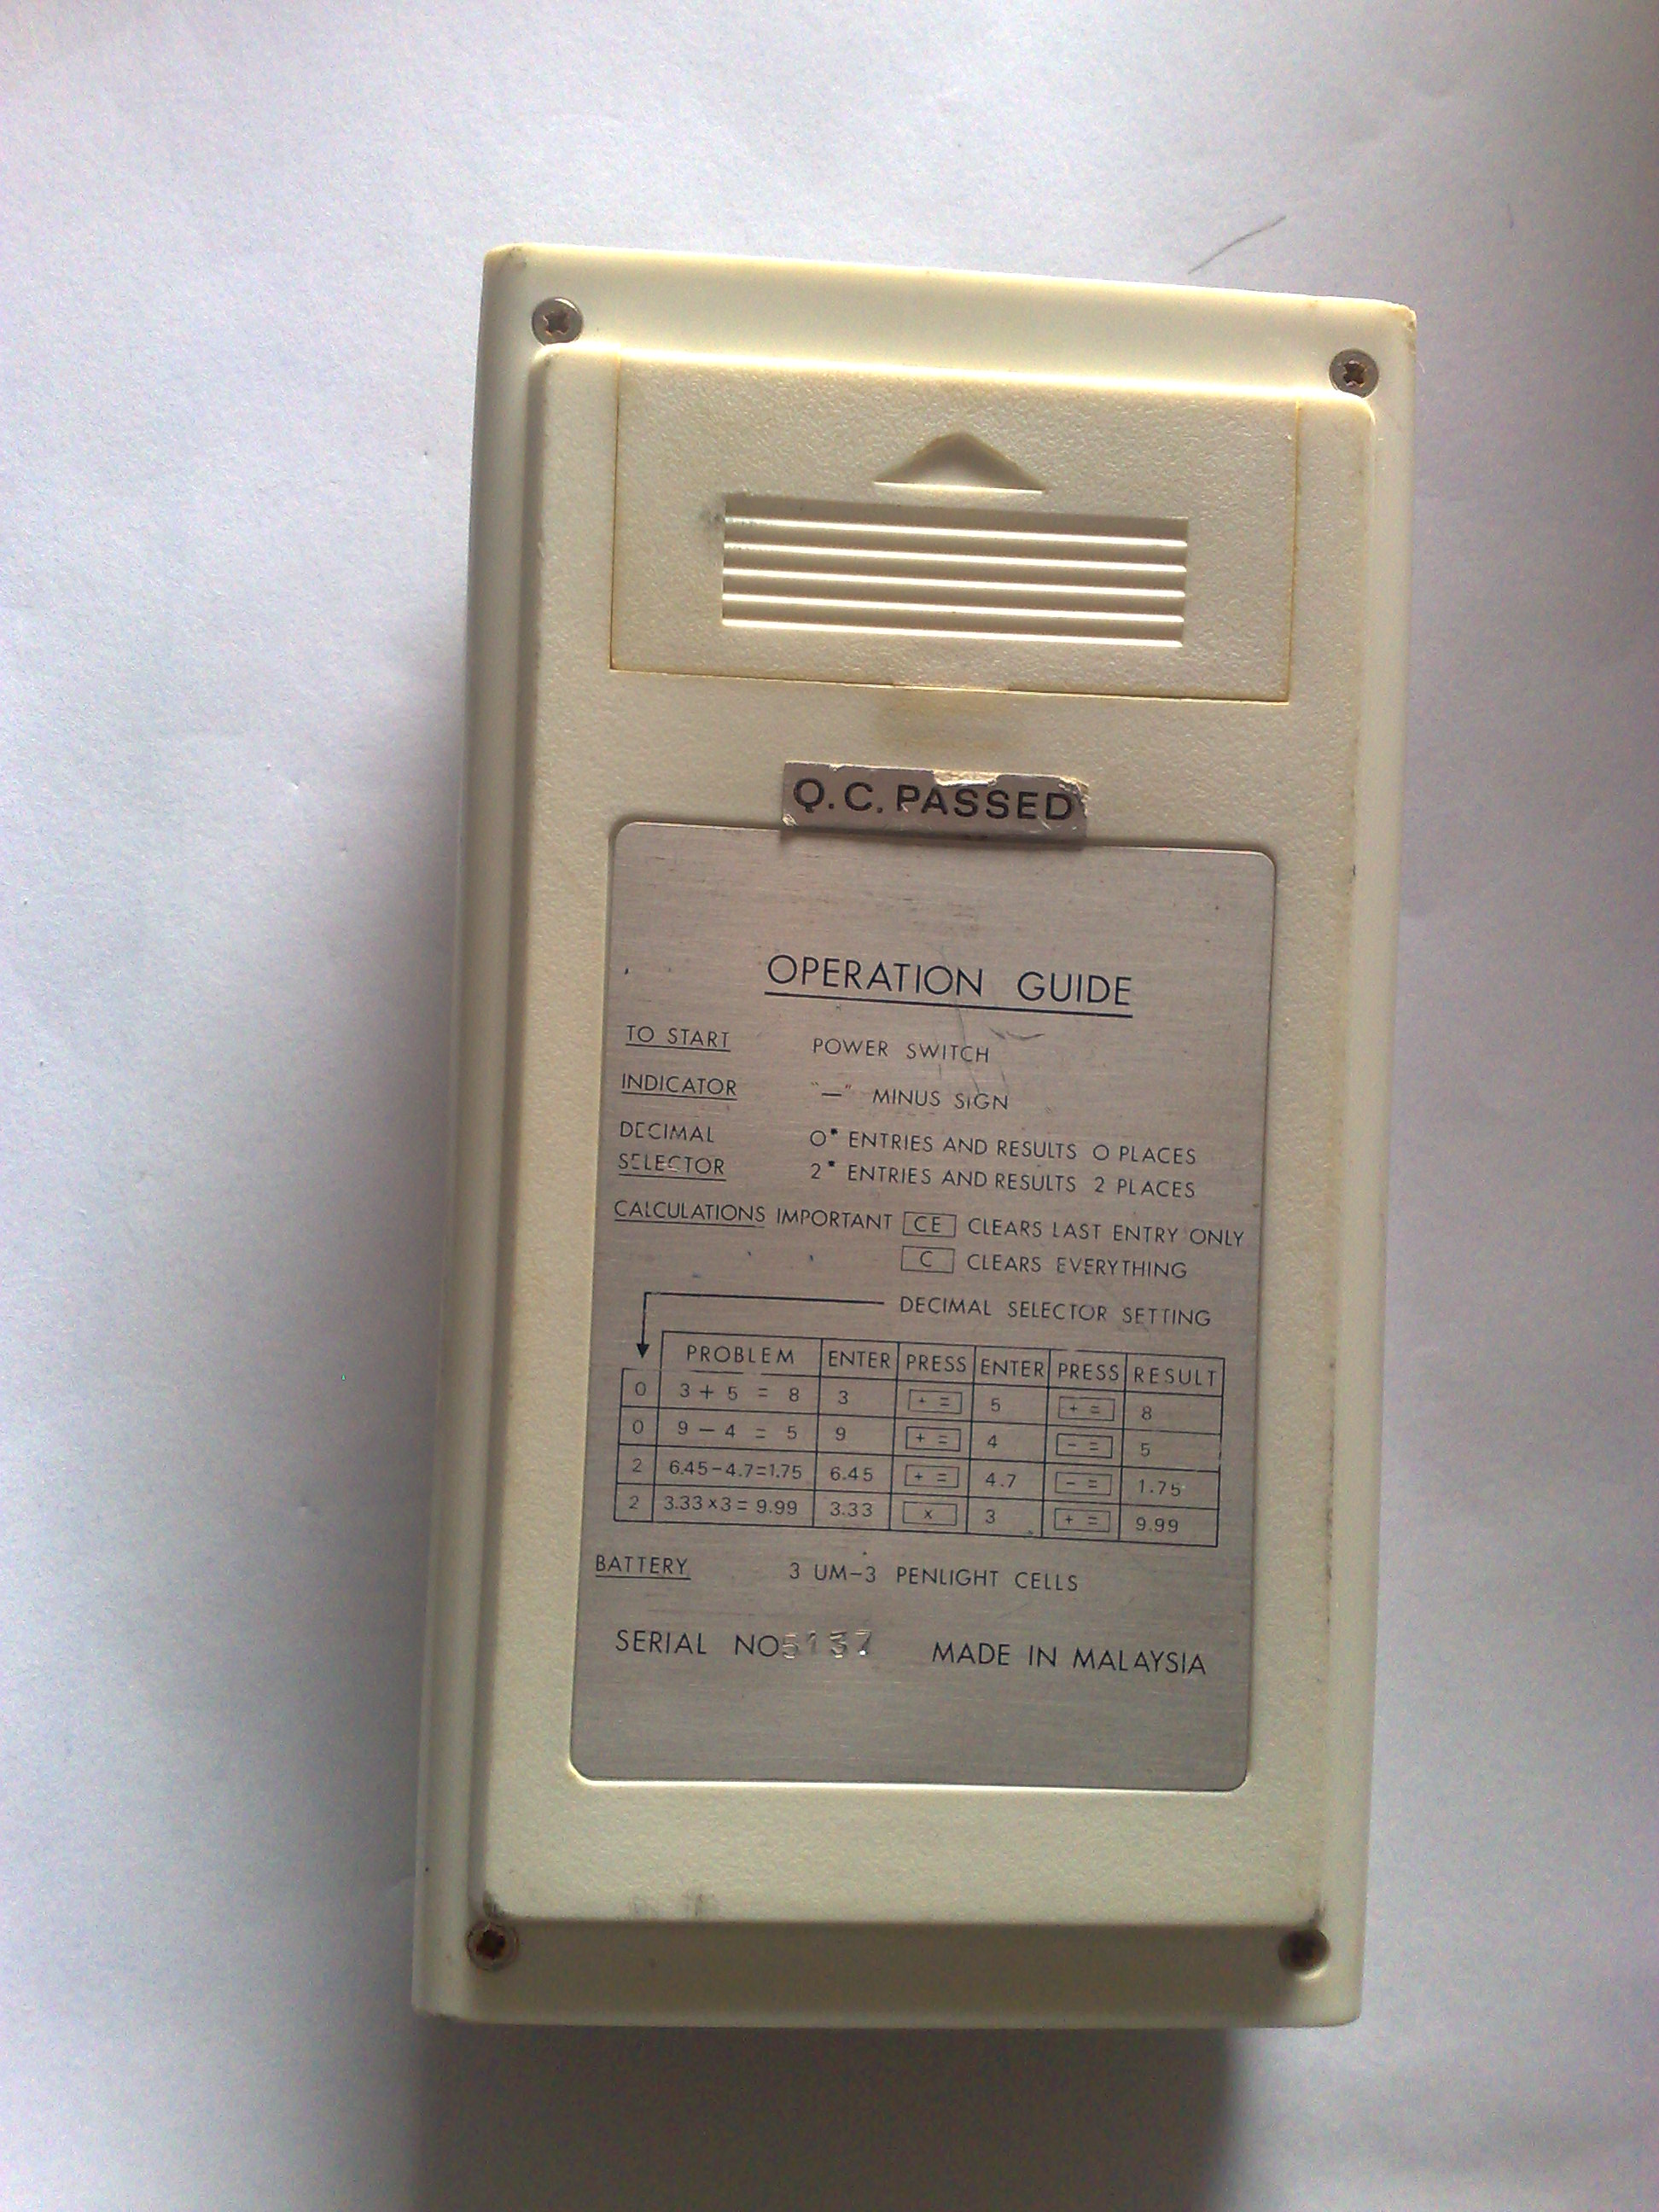 Q.C. PASSED
OPERATION GUIDE
TO START POWER SWITCH
INDICATOR "—" MINUS SIGN
DECIMAL 0• ENTRIES AND RESULTS 0 PLACES
SELECTOR 2• ENTRIES AND RESULTS 2 PLACES
CALCULATIONS IMPORTANT CE CLEARS LAST ENTRY ONLY
C CLEARS EVERYTHING
DECIMAL SELECTOR SETTING
PROBLEM ENTER PRESS ENTER PRESS RESULT
0 3 + 5 = 8 3 + = 5 + = 8
0 9 — 4 = 5 9 + = 4 − = 5
2 6.45−4.7=1.75 6.45 + = 4.7 − = 1.75
2 3.33×3=9.99 3.33 x 3 + = 9.99
BATTERY 3 UM−3 PENLIGHT CELLS
SERIAL NO 5137 MADE IN MALAYSIA